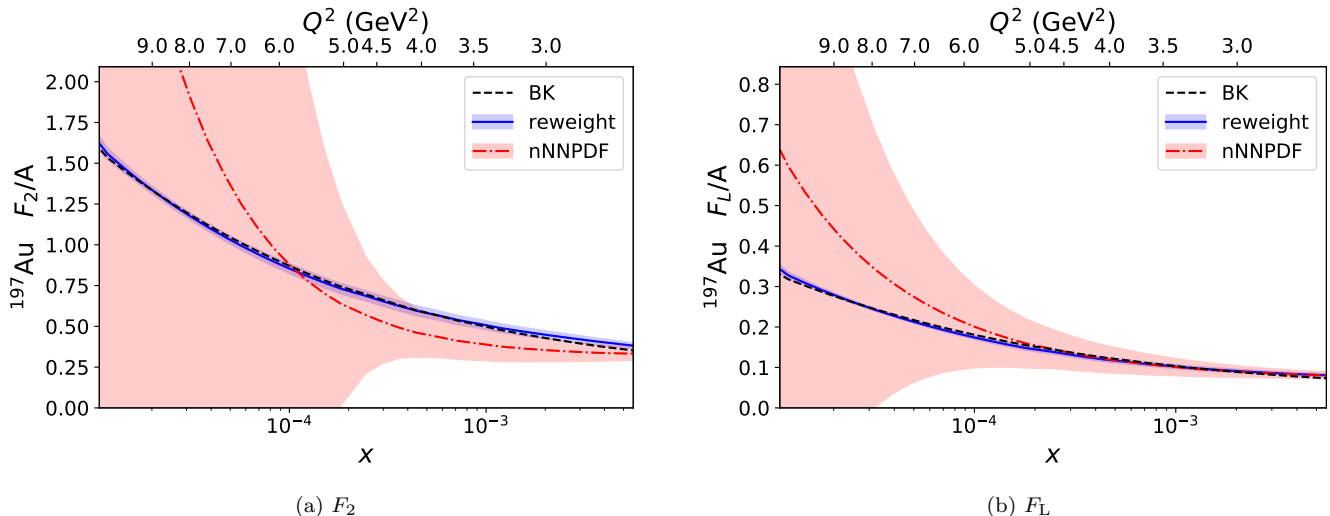 Q² (GeV²)
9.0 8.0 7.0 6.0 5.0 4.5 4.0 3.5 3.0
2.00
1.75
1.50
1.25
1.00
0.75
0.50
0.25
0.00
¹⁹⁷Au F₂/A
BK
reweight
nNNPDF
10⁻⁴ 10⁻³
x
(a) F₂
Q² (GeV²)
9.0 8.0 7.0 6.0 5.0 4.5 4.0 3.5 3.0
0.8
0.7
0.6
0.5
0.4
0.3
0.2
0.1
0.0
¹⁹⁷Au F_L/A
BK
reweight
nNNPDF
10⁻⁴ 10⁻³
x
(b) F_L